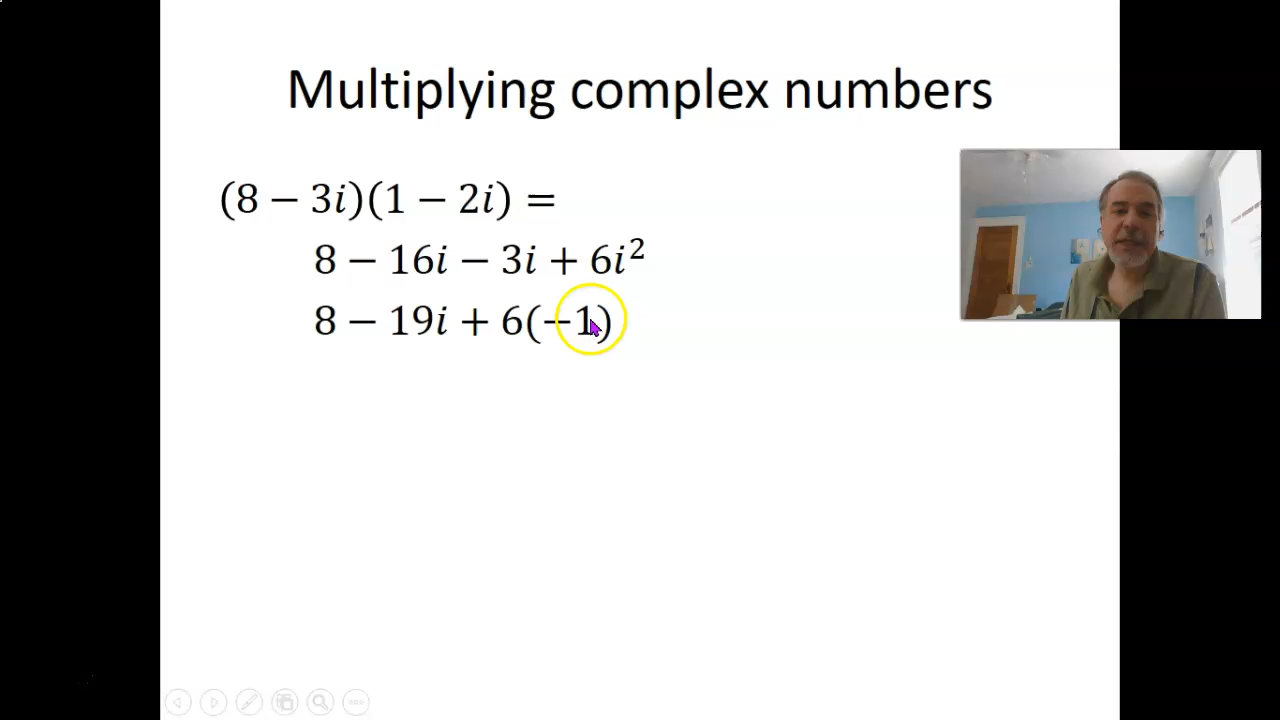 Multiplying complex numbers
(8 − 3i)(1 − 2i) =
8 − 16i − 3i + 6i²
8 − 19i + 6(−1)